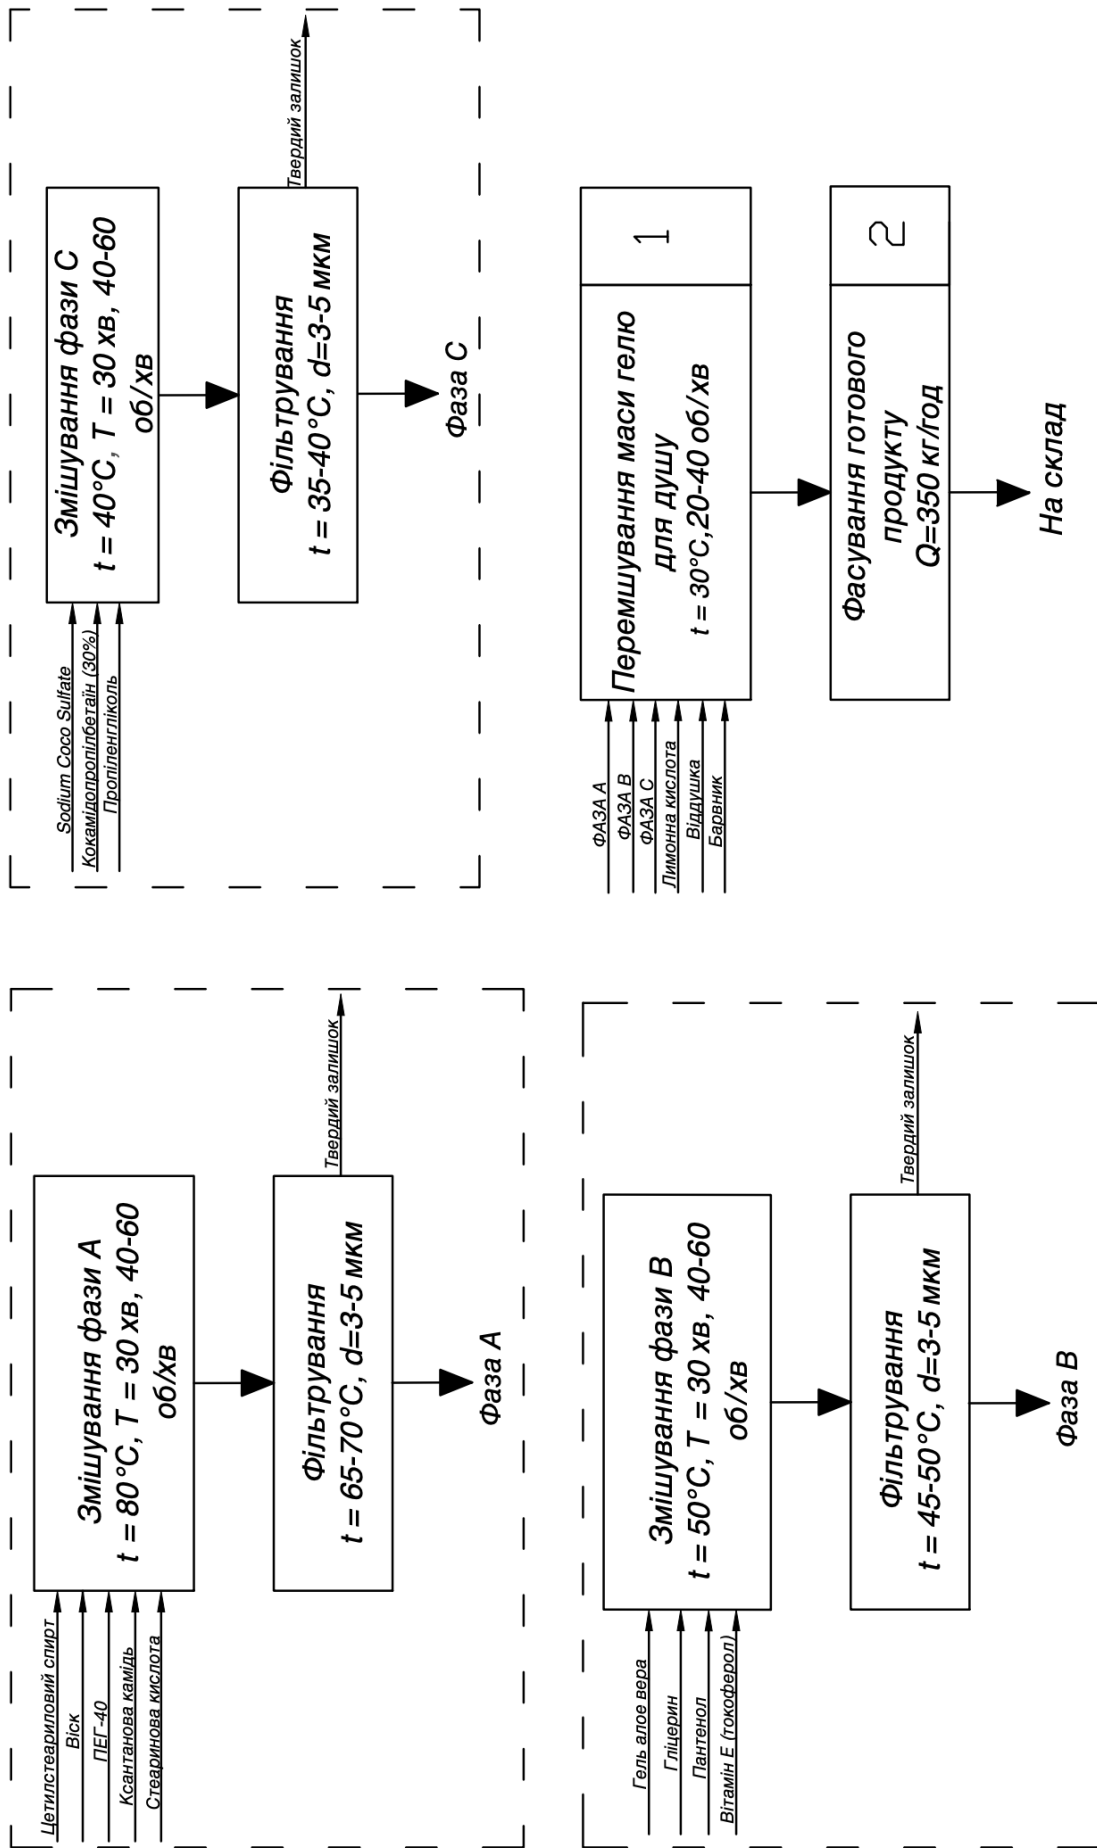 Цетилстеариловий спирт
Віск
ПЕГ-40
Ксантанова камідь
Стеаринова кислота
Змішування фази А
t = 80°C, T = 30 хв, 40-60
об/хв
Фільтрування
t = 65-70°C, d=3-5 мкм
Твердий залишок
Фаза А
Sodium Coco Sulfate
Кокамідопропілбетаїн (30%)
Пропіленгліколь
Змішування фази С
t = 40°C, T = 30 хв, 40-60
об/хв
Фільтрування
t = 35-40°C, d=3-5 мкм
Твердий залишок
Фаза С
Гель алое вера
Гліцерин
Пантенол
Вітамін Е (токоферол)
Змішування фази В
t = 50°C, T = 30 хв, 40-60
об/хв
Фільтрування
t = 45-50°C, d=3-5 мкм
Твердий залишок
Фаза В
ФАЗА А
ФАЗА В
ФАЗА С
Лимонна кислота
Віддушка
Барвник
Перемшування маси гелю
для душу
t = 30°C,20-40 об/хв
1
Фасування готового
продукту
Q=350 кг/год
2
На склад